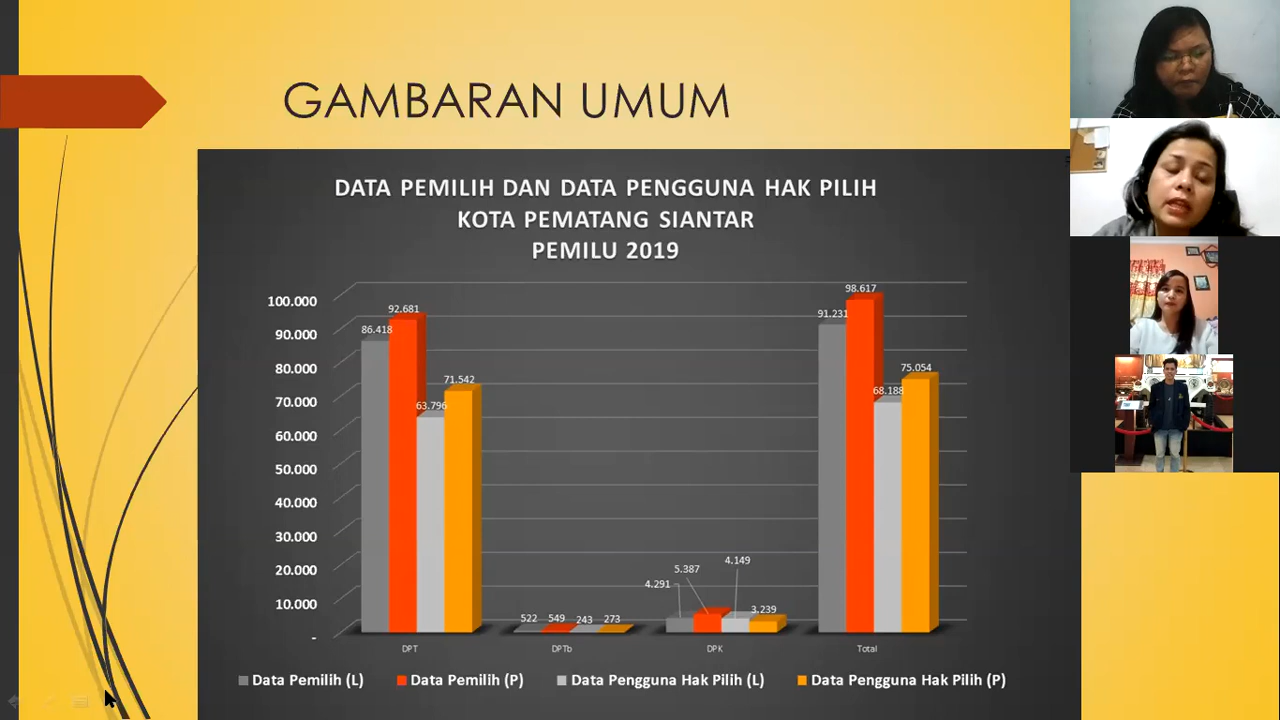 GAMBARAN UMUM
DATA PEMILIH DAN DATA PENGGUNA HAK PILIH
KOTA PEMATANG SIANTAR
PEMILU 2019
100.000
90.000
80.000
70.000
60.000
50.000
40.000
30.000
20.000
10.000
-
86.418
92.681
63.796
71.542
522
549
243
273
4.291
5.387
4.149
3,239
91.231
98.617
68.188
75.054
DPT
DPTb
DPK
Total
Data Pemilih (L)
Data Pemilih (P)
Data Pengguna Hak Pilih (L)
Data Pengguna Hak Pilih (P)